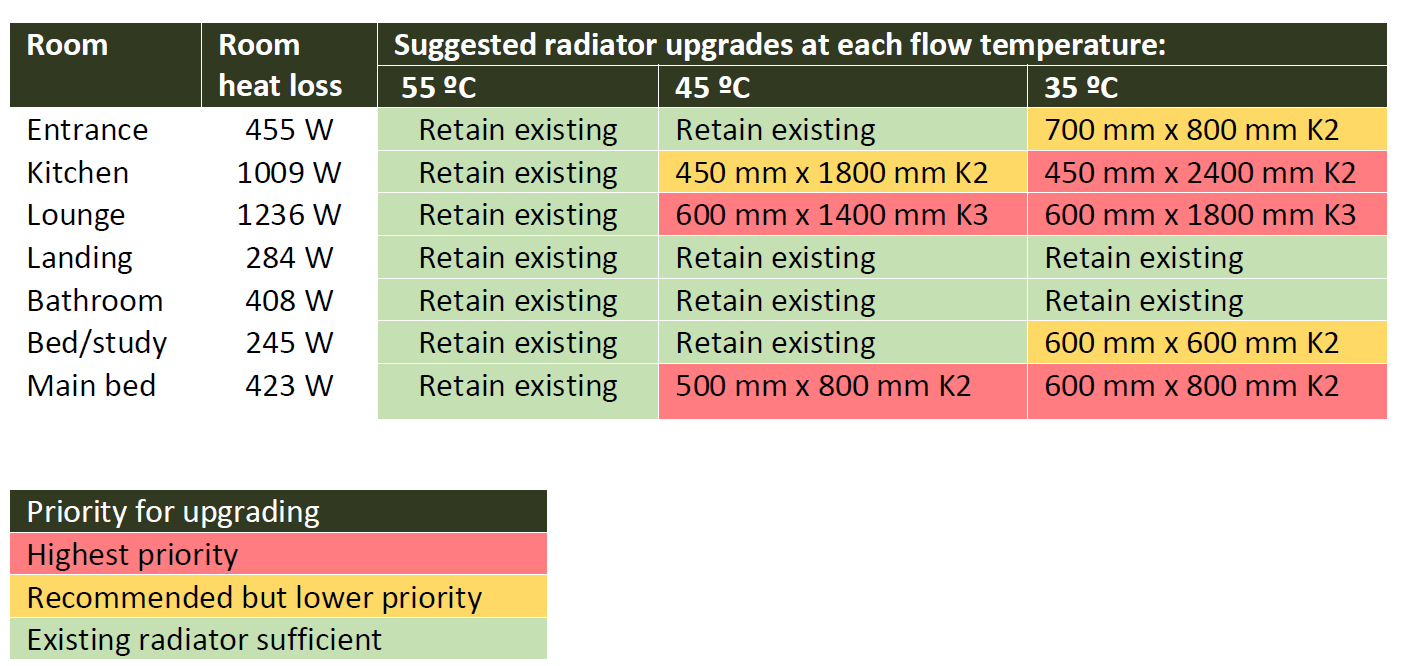 Room Room heat loss Suggested radiator upgrades at each flow temperature:
55 ºC 45 ºC 35 ºC
Entrance 455 W Retain existing Retain existing 700 mm x 800 mm K2
Kitchen 1009 W Retain existing 450 mm x 1800 mm K2 450 mm x 2400 mm K2
Lounge 1236 W Retain existing 600 mm x 1400 mm K3 600 mm x 1800 mm K3
Landing 284 W Retain existing Retain existing Retain existing
Bathroom 408 W Retain existing Retain existing Retain existing
Bed/study 245 W Retain existing Retain existing 600 mm x 600 mm K2
Main bed 423 W Retain existing 500 mm x 800 mm K2 600 mm x 800 mm K2
Priority for upgrading
Highest priority
Recommended but lower priority
Existing radiator sufficient